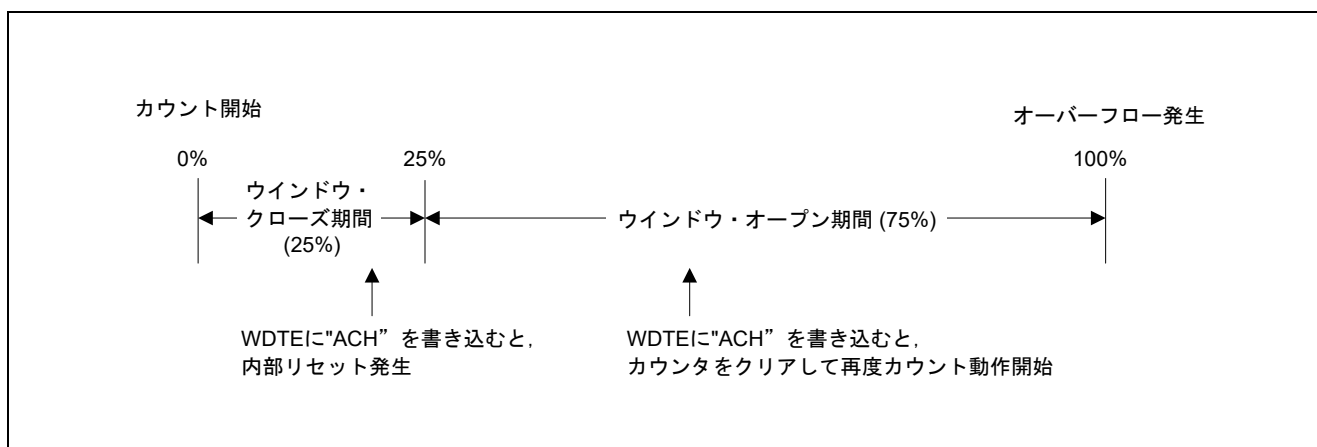 カウント開始
オーバーフロー発生
0%
25%
100%
ウインドウ・
クローズ期間
(25%)
ウインドウ・オープン期間 (75%)
WDTEに"ACH”を書き込むと,
内部リセット発生
WDTEに"ACH”を書き込むと,
カウンタをクリアして再度カウント動作開始